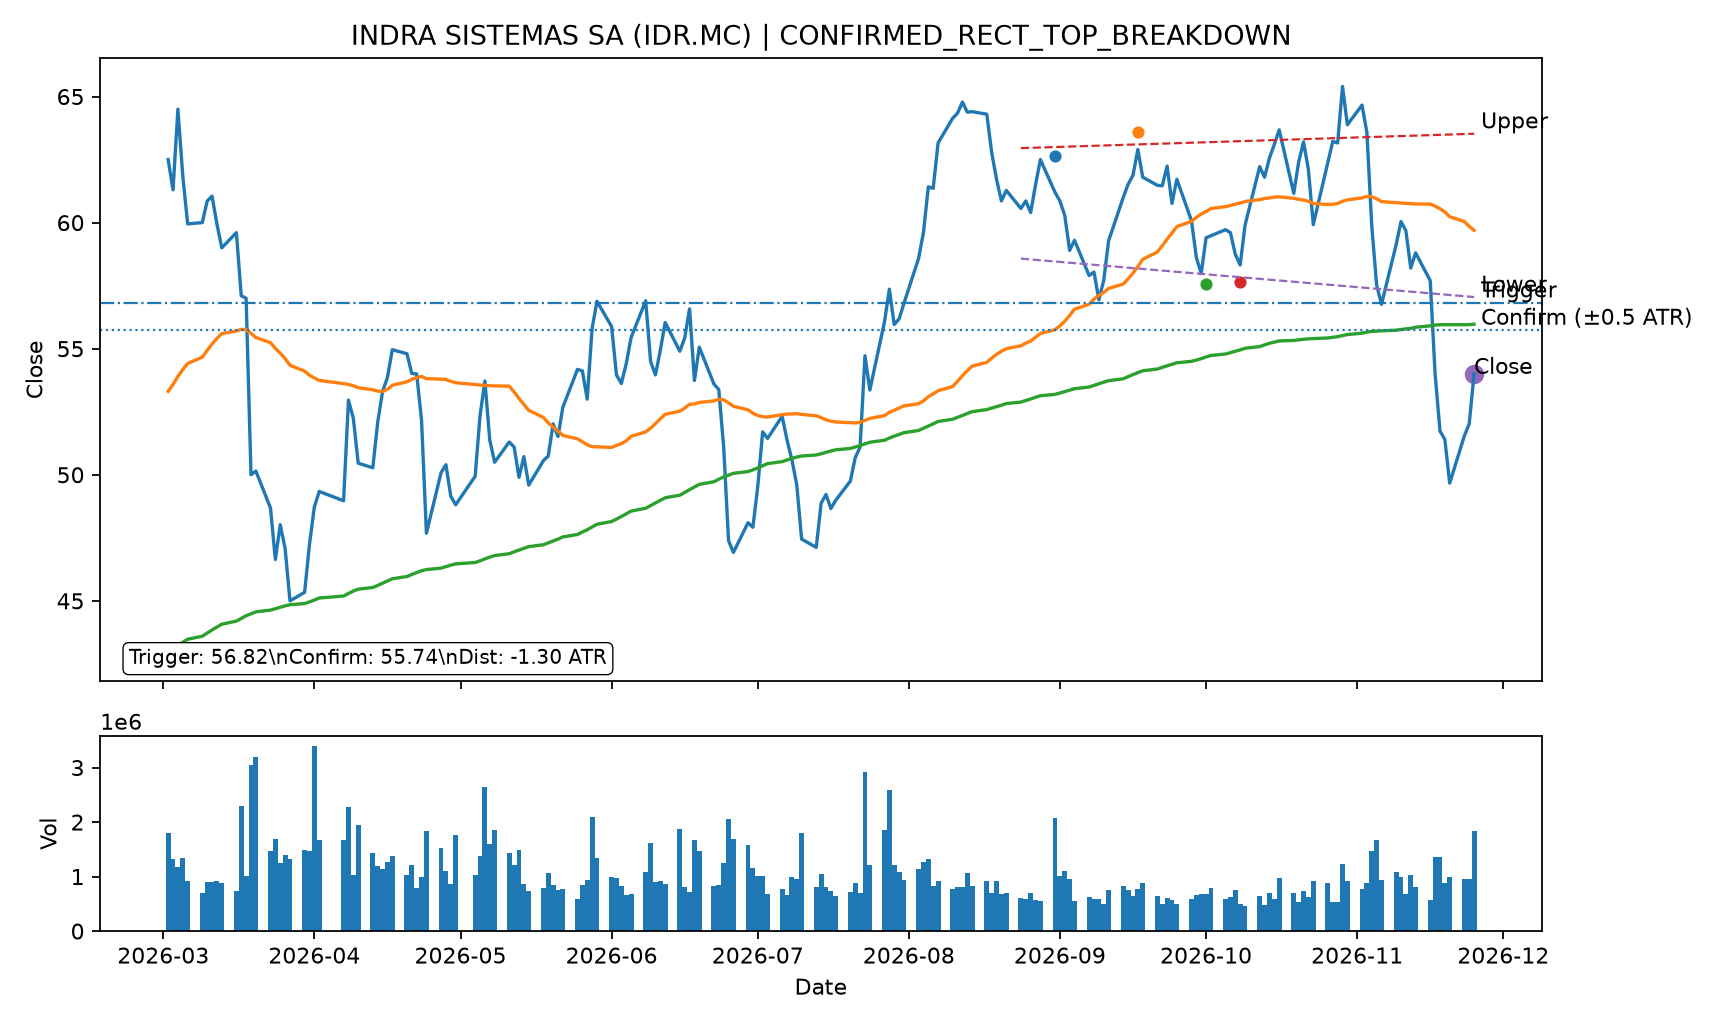 INDRA SISTEMAS SA (IDR.MC) | CONFIRMED_RECT_TOP_BREAKDOWN
65
60
55
50
45
Close
Upper
Lower
Trigger
Confirm (±0.5 ATR)
Close
Trigger: 56.82\nConfirm: 55.74\nDist: -1.30 ATR
1e6
3
2
1
0
Vol
2026-03
2026-04
2026-05
2026-06
2026-07
2026-08
2026-09
2026-10
2026-11
2026-12
Date